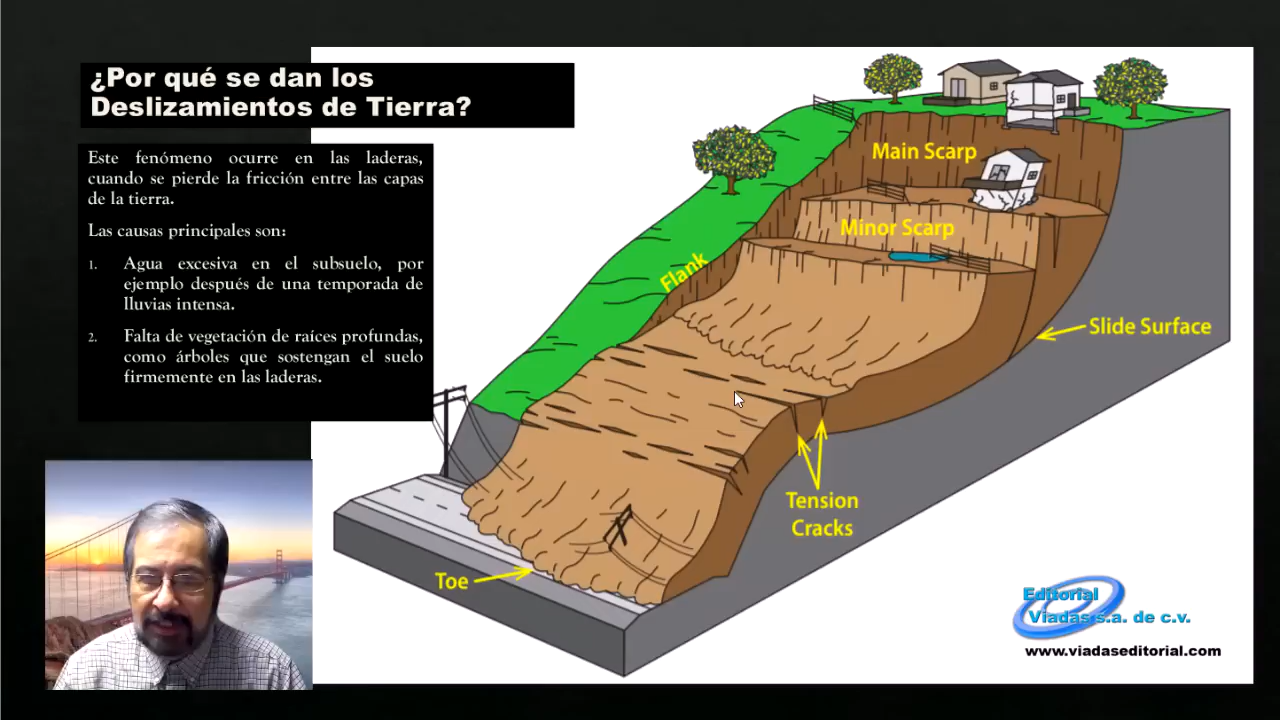 ¿Por qué se dan los
Deslizamientos de Tierra?
Este fenómeno ocurre en las laderas,
cuando se pierde la fricción entre las capas
de la tierra.
Las causas principales son:
1. Agua excesiva en el subsuelo, por
ejemplo después de una temporada de
lluvias intensa.
2. Falta de vegetación de raíces profundas,
como árboles que sostengan el suelo
firmemente en las laderas.
Main Scarp
Minor Scarp
Flank
Slide Surface
Tension
Cracks
Toe
Editorial
Viadas s.a. de c.v.
www.viadaseditorial.com